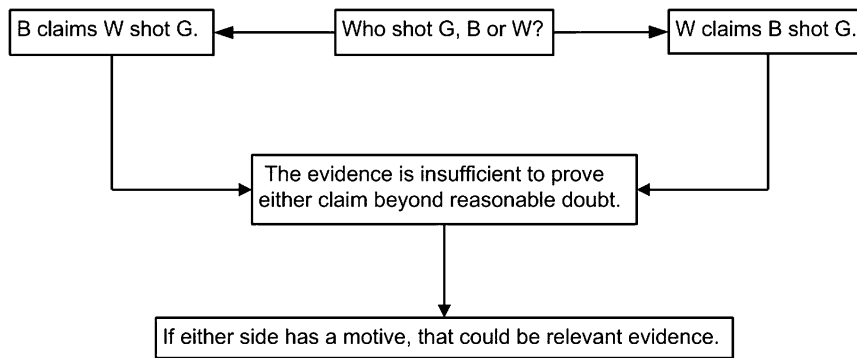 B claims W shot G.
Who shot G, B or W?
W claims B shot G.
The evidence is insufficient to prove
either claim beyond reasonable doubt.
If either side has a motive, that could be relevant evidence.